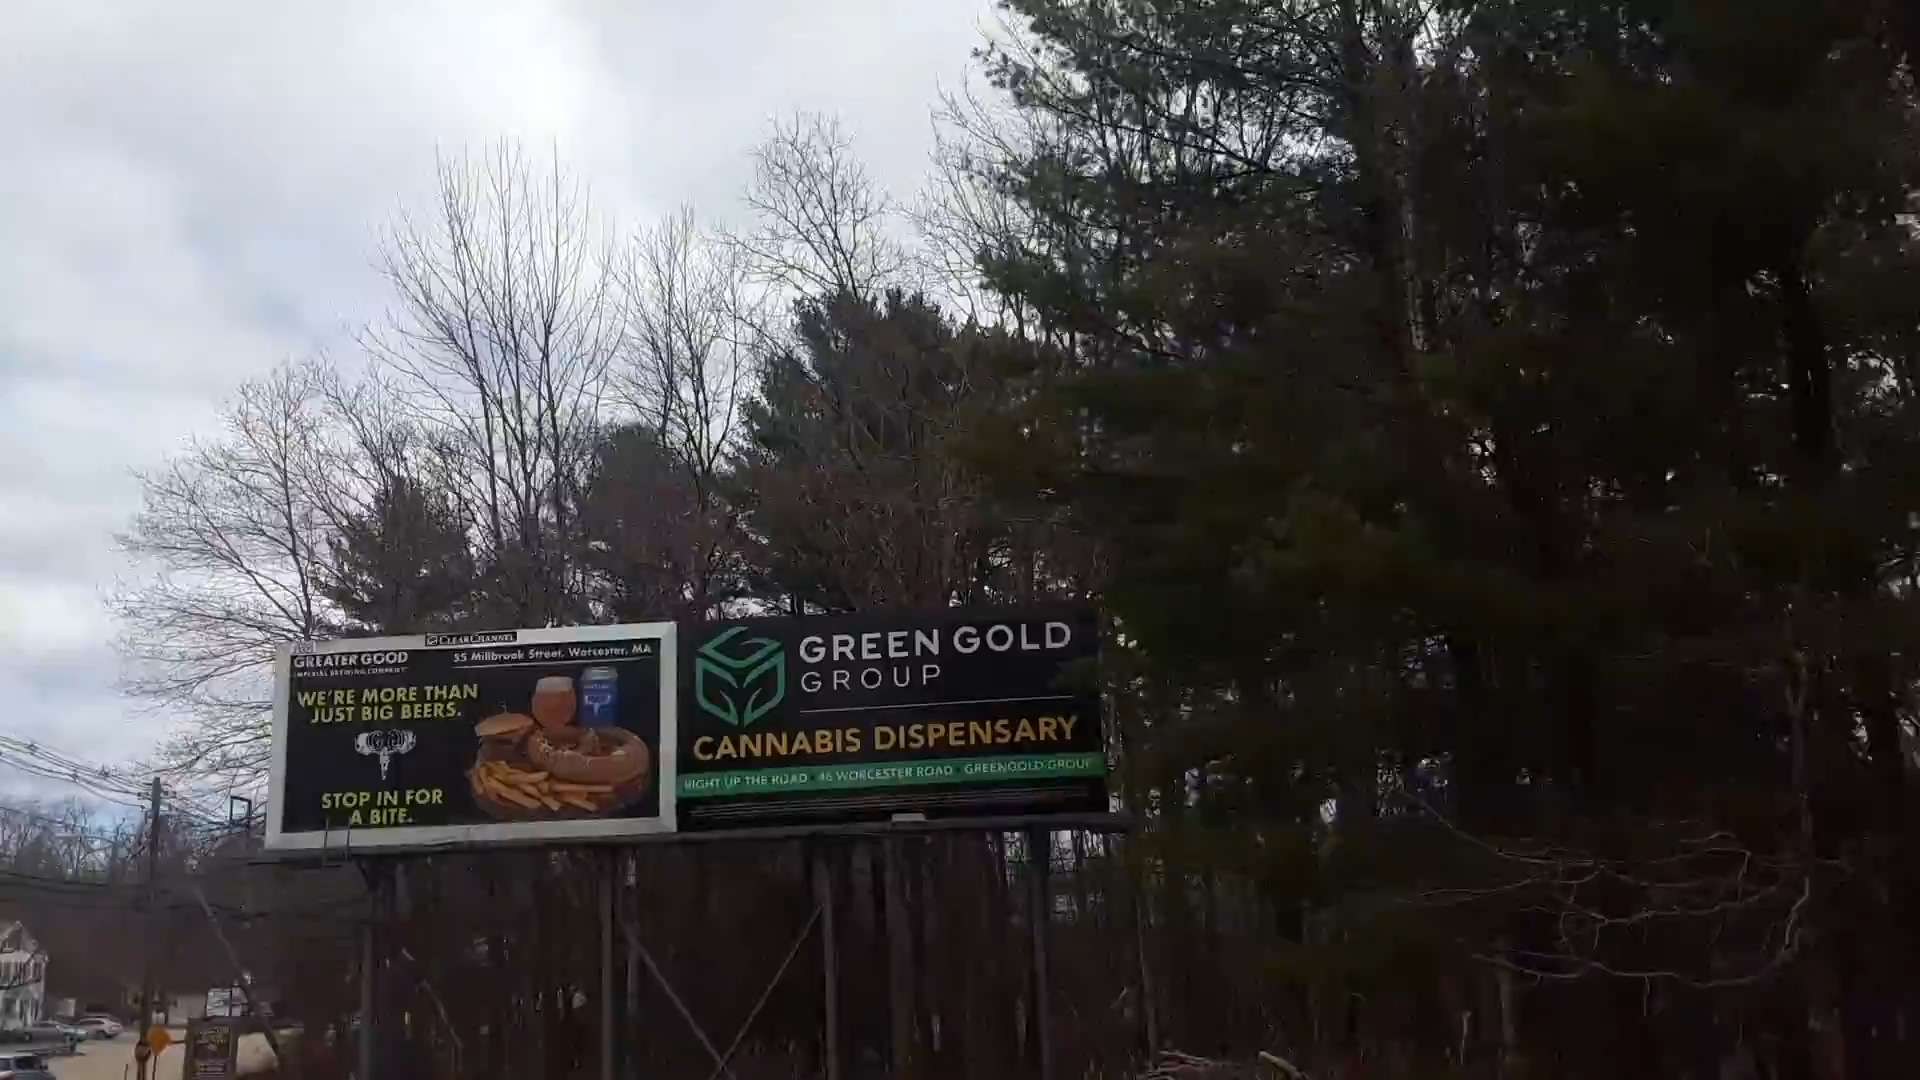 CLEAR CHANNEL
GREATER GOOD
IMPERIAL BREWING COMPANY
55 Millbrook Street, Worcester, MA
WE'RE MORE THAN
JUST BIG BEERS.
STOP IN FOR
A BITE.
GREEN GOLD
GROUP
CANNABIS DISPENSARY
RIGHT UP THE ROAD • 46 WORCESTER ROAD • GREENGOLD.GROUP